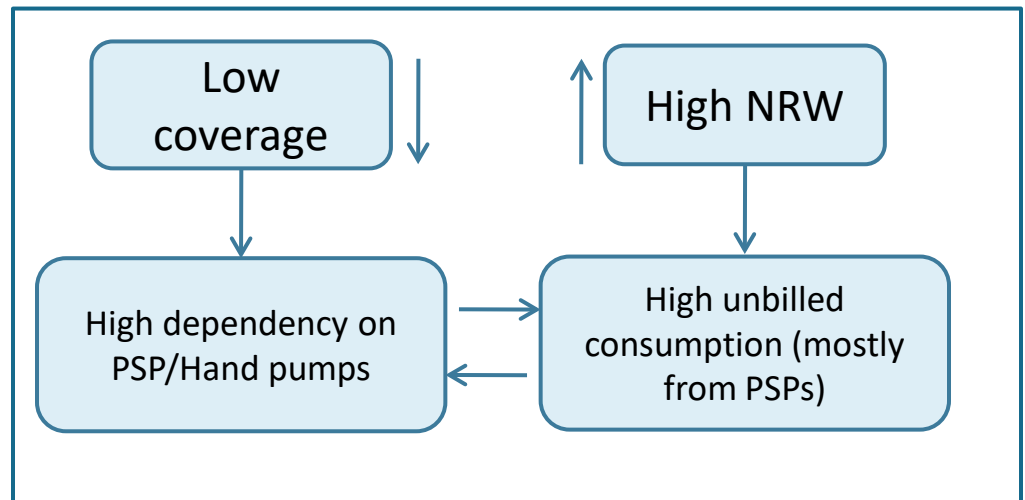 Low
coverage
High NRW
High dependency on
PSP/Hand pumps
High unbilled
consumption (mostly
from PSPs)